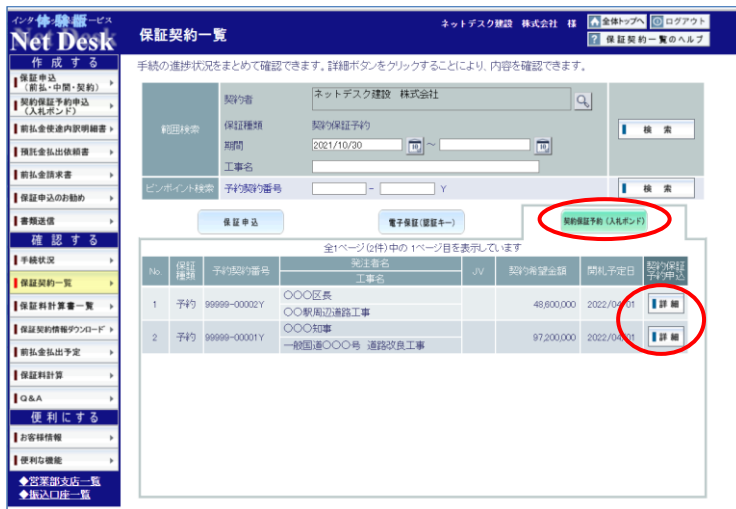 インタ体・験・版ービス
Net Desk
保証契約一覧
ネットデスク建設 株式会社 様
全体トップへ
ログアウト
? 保証契約一覧のヘルプ
手続の進捗状況をまとめて確認できます。詳細ボタンをクリックすることにより、内容を確認できます。
作 成 す る
保証申込
(前払・中間・契約)
契約保証予約申込
(入札ボンド)
前払金使途内訳明細書
預託金払出依頼書
前払金請求書
保証申込のお勧め
書類送信
確 認 す る
手続状況
保証契約一覧
保証料計算書一覧
保証契約情報ダウンロード
前払金払出予定
保証料計算
Q&A
便 利 に す る
お客様情報
便利な機能
◆営業部支店一覧
◆振込口座一覧
範囲検索
契約者
ネットデスク建設 株式会社
保証種類
契約保証予約
期間
2021/10/30
~
工事名
検 索
ピンポイント検索
予約契約番号
- Y
検 索
保証申込
電子保証(認証キー)
契約保証予約(入札ボンド)
全1ページ(2件)中の 1ページ目を表示しています
No. 保証種類 予約契約番号 発注者名 工事名 JV 契約希望金額 開札予定日 契約保証予約申込
1 予約 99999-00002Y 〇〇〇区長 48,600,000 2022/04/01 詳 細
〇〇駅周辺道路工事
2 予約 99999-00001Y 〇〇〇知事 97,200,000 2022/04/01 詳 細
一般国道〇〇〇号 道路改良工事